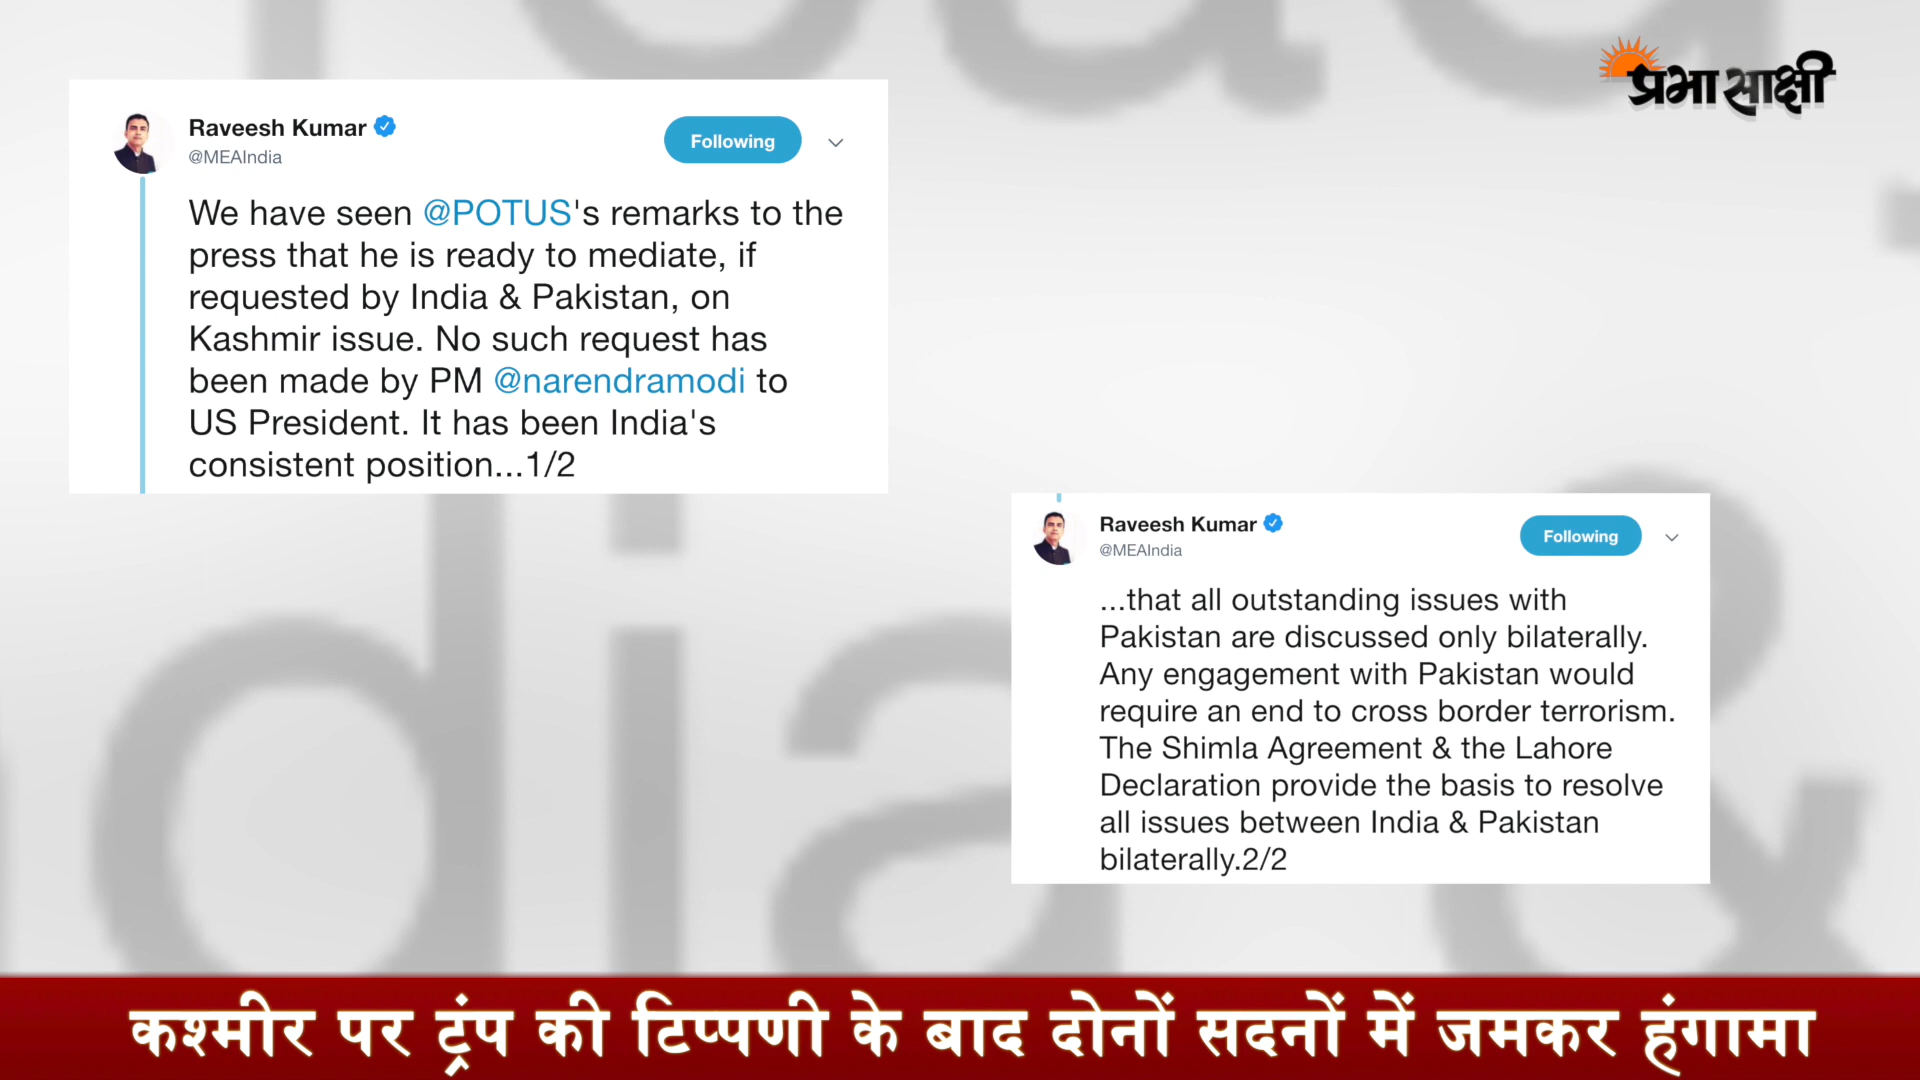 प्रभासाक्षी
Raveesh Kumar
@MEAIndia
Following
We have seen @POTUS's remarks to the
press that he is ready to mediate, if
requested by India & Pakistan, on
Kashmir issue. No such request has
been made by PM @narendramodi to
US President. It has been India's
consistent position...1/2
Raveesh Kumar
@MEAIndia
Following
...that all outstanding issues with
Pakistan are discussed only bilaterally.
Any engagement with Pakistan would
require an end to cross border terrorism.
The Shimla Agreement & the Lahore
Declaration provide the basis to resolve
all issues between India & Pakistan
bilaterally.2/2
कश्मीर पर ट्रंप की टिप्पणी के बाद दोनों सदनों में जमकर हंगामा